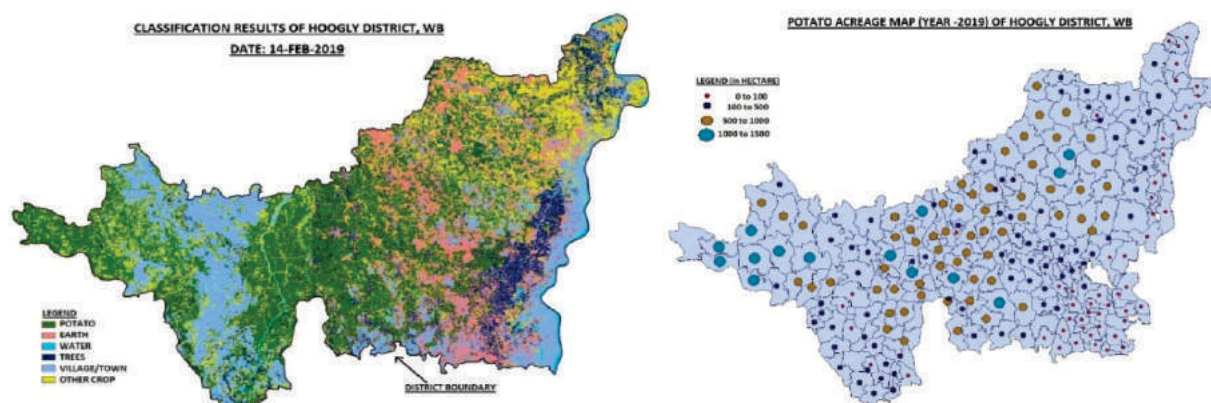 CLASSIFICATION RESULTS OF HOOGLY DISTRICT, WB
DATE: 14-FEB-2019
LEGEND
POTATO
EARTH
WATER
TREES
VILLAGE/TOWN
OTHER CROP
DISTRICT BOUNDARY
POTATO ACREAGE MAP (YEAR -2019) OF HOOGLY DISTRICT, WB
LEGEND (in HECTARE)
0 to 100
100 to 500
500 to 1000
1000 to 1500